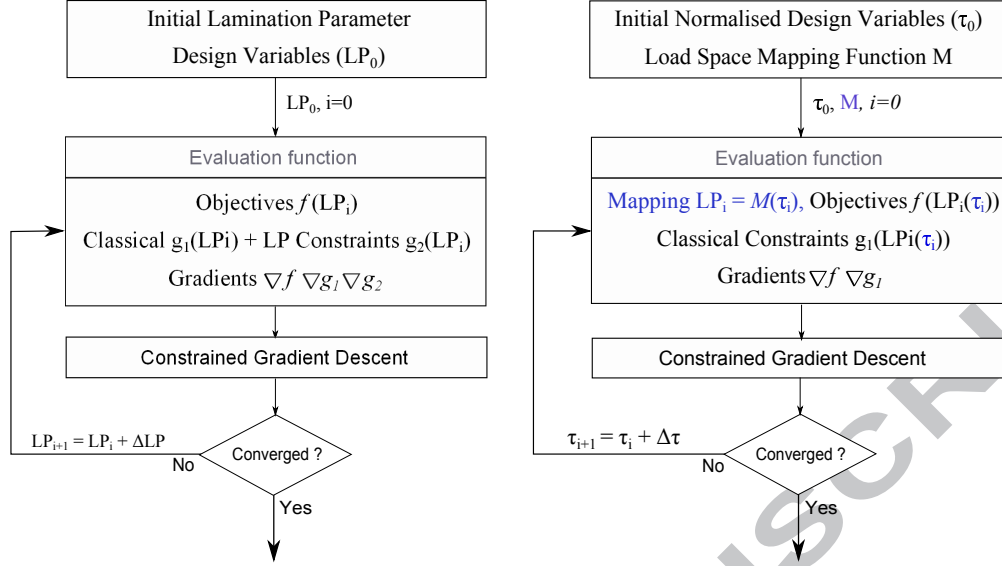 Initial Lamination Parameter
Design Variables (LP₀)
LP₀, i=0
Evaluation function
Objectives f (LPᵢ)
Classical g₁(LPi) + LP Constraints g₂(LPᵢ)
Gradients ▽f ▽g₁ ▽g₂
Constrained Gradient Descent
Converged ?
LPᵢ₊₁ = LPᵢ + ΔLP
No
Yes
Initial Normalised Design Variables (τ₀)
Load Space Mapping Function M
τ₀, M, i=0
Evaluation function
Mapping LPᵢ = M(τᵢ), Objectives f (LPᵢ(τᵢ))
Classical Constraints g₁(LPi(τᵢ))
Gradients ▽f ▽g₁
Constrained Gradient Descent
Converged ?
τᵢ₊₁ = τᵢ + Δτ
No
Yes